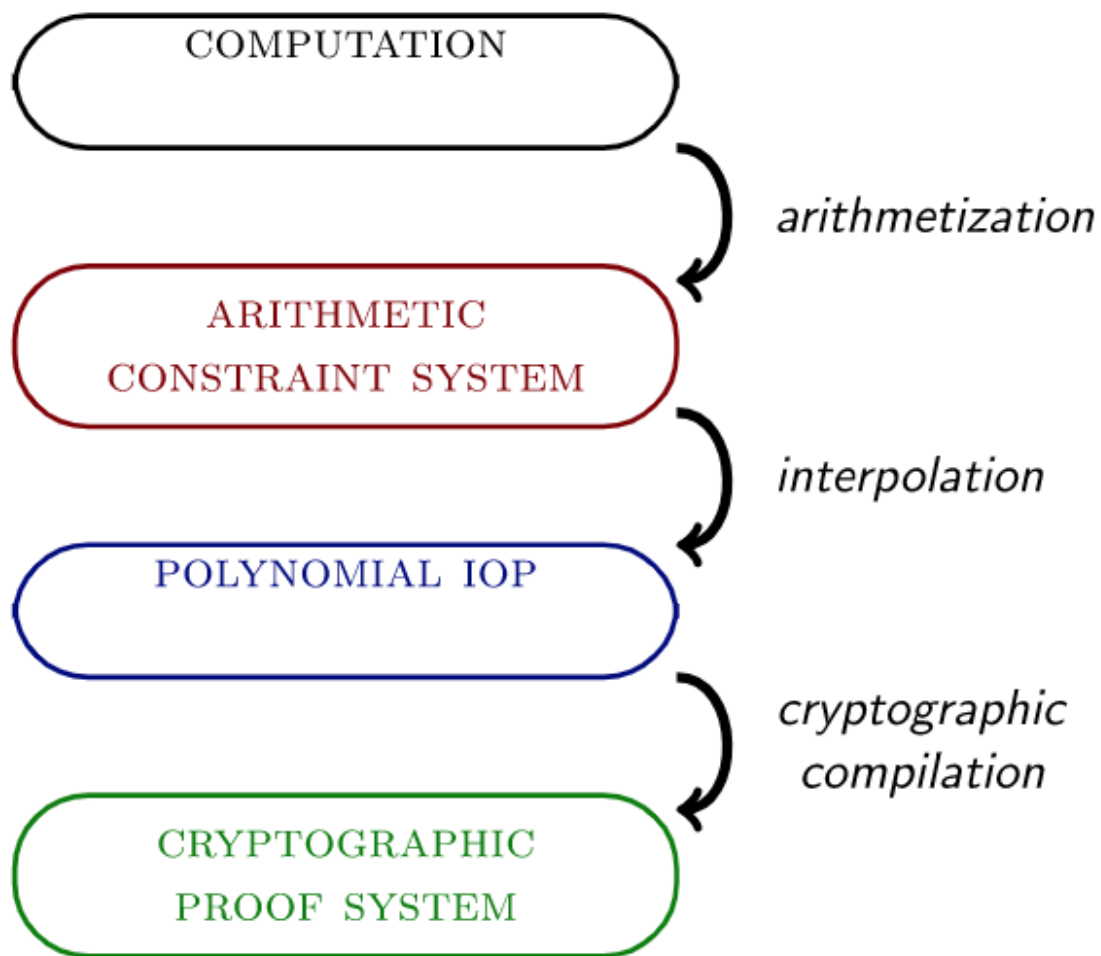 COMPUTATION
arithmetization
ARITHMETIC
CONSTRAINT SYSTEM
interpolation
POLYNOMIAL IOP
cryptographic
compilation
CRYPTOGRAPHIC
PROOF SYSTEM